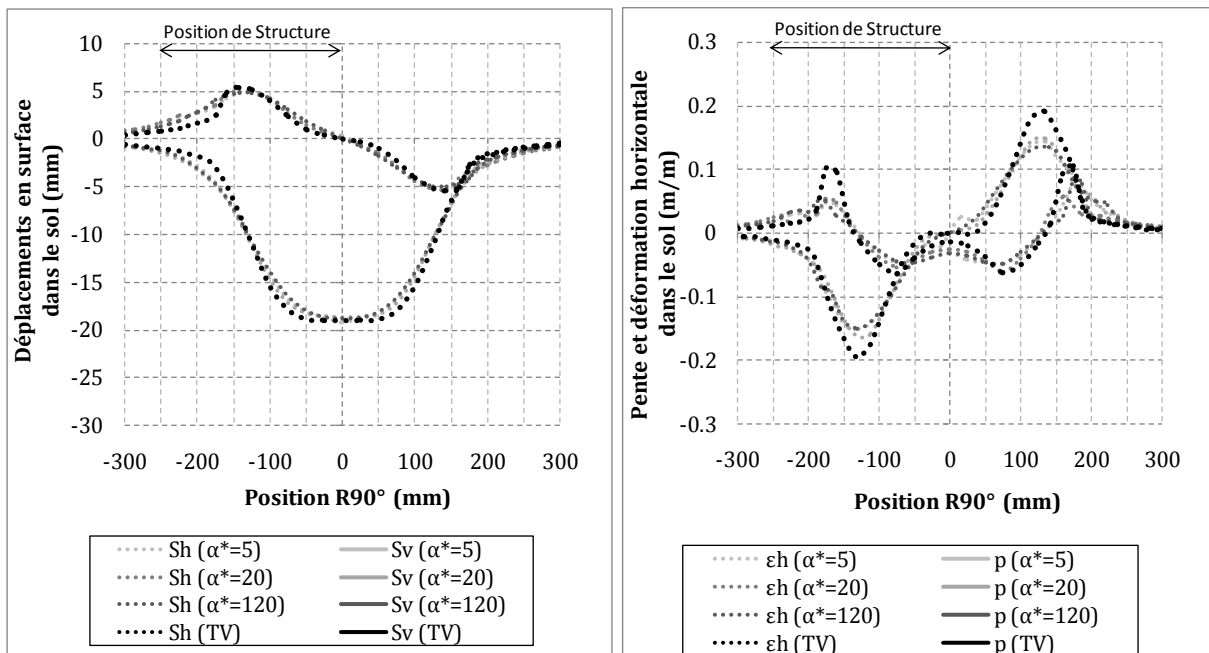 Position de Structure
10
5
0
-5
-10
-15
-20
-25
-30
Déplacements en surface
dans le sol (mm)
-300 -200 -100 0 100 200 300
Position R90° (mm)
Sh (α*=5) Sv (α*=5)
Sh (α*=20) Sv (α*=20)
Sh (α*=120) Sv (α*=120)
Sh (TV) Sv (TV)
Position de Structure
0.3
0.2
0.1
0
-0.1
-0.2
-0.3
Pente et déformation horizontale
dans le sol (m/m)
-300 -200 -100 0 100 200 300
Position R90° (mm)
εh (α*=5) p (α*=5)
εh (α*=20) p (α*=20)
εh (α*=120) p (α*=120)
εh (TV) p (TV)